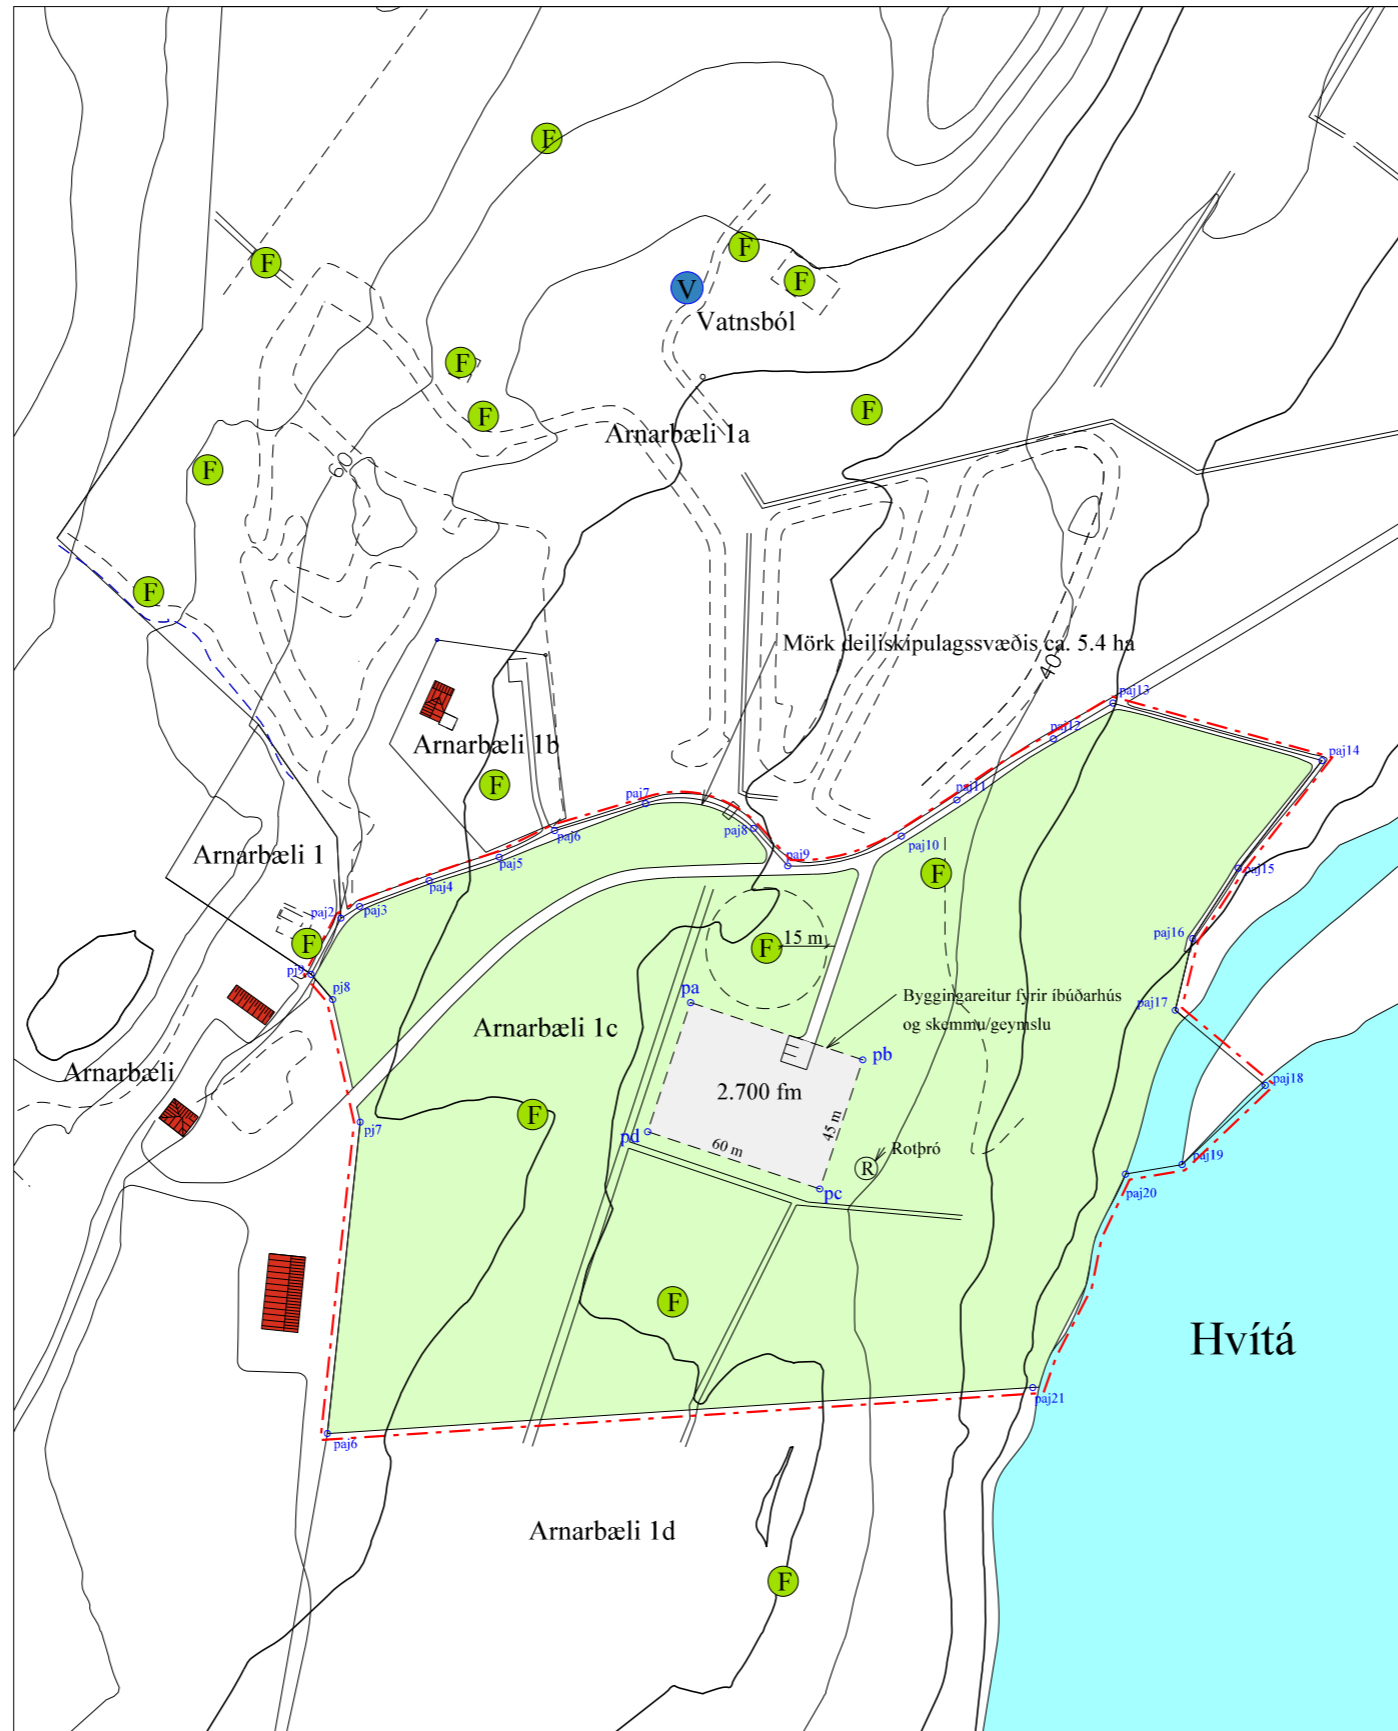 F
F
F
F
V
Vatnsból
F
F
F
Arnarbæli 1a
60
F
F
Mörk deiliskipulagssvæðis ca. 5.4 ha
40
paj13
paj12
Arnarbæli 1b
paj14
F
paj7
paj11
paj6
paj8
paj10
Arnarbæli 1
paj5
paj9
paj15
paj4
F
paj2
paj3
F
F
15 m
paj16
pj9
pj8
pa
Byggingareitur fyrir íbúðarhús
og skemmu/geymslu
paj17
Arnarbæli 1c
pb
Arnarbæli
2.700 fm
paj18
F
pj7
pd
60 m
45 m
Rotþró
R
paj19
paj20
pc
F
Hvítá
paj21
paj6
Arnarbæli 1d
F